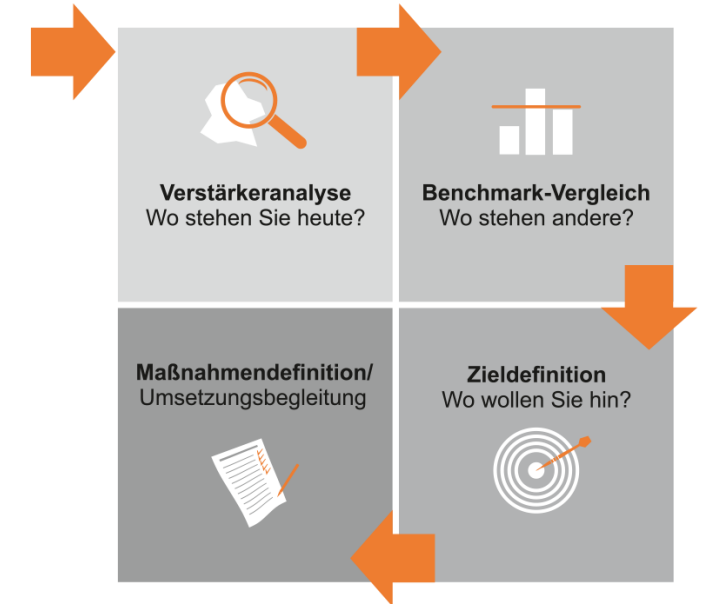 Verstärkeranalyse
Wo stehen Sie heute?
Benchmark-Vergleich
Wo stehen andere?
Zieldefinition
Wo wollen Sie hin?
Maßnahmendefinition/
Umsetzungsbegleitung